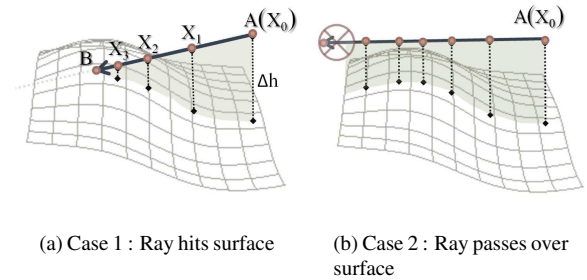 A(X₀)
X₁
X₂
X₃
B
Δh
A(X₀)
(a) Case 1 : Ray hits surface
(b) Case 2 : Ray passes over
surface